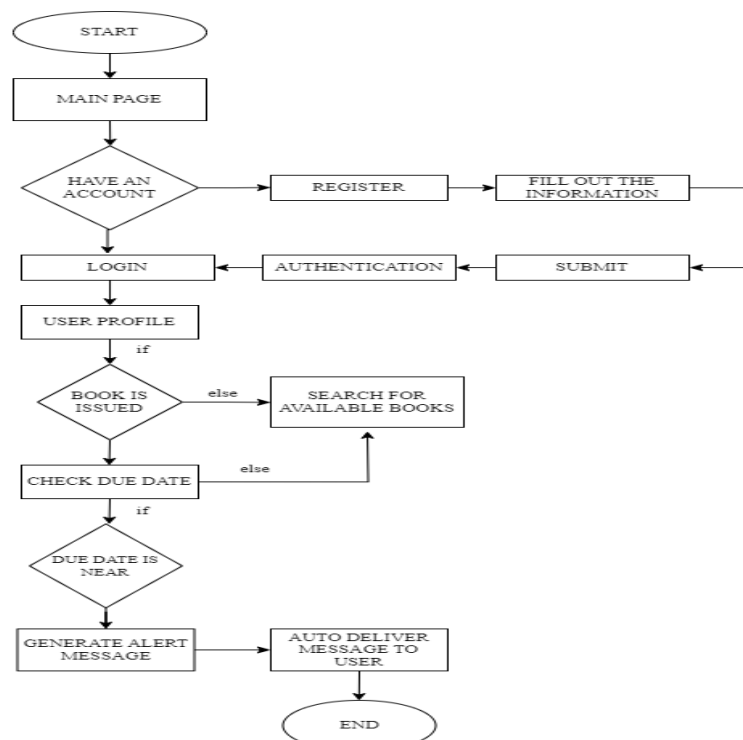 START
MAIN PAGE
HAVE AN
ACCOUNT
REGISTER
FILL OUT THE
INFORMATION
LOGIN
AUTHENTICATION
SUBMIT
USER PROFILE
if
BOOK IS
ISSUED
else
SEARCH FOR
AVAILABLE BOOKS
CHECK DUE DATE
else
if
DUE DATE IS
NEAR
GENERATE ALERT
MESSAGE
AUTO DELIVER
MESSAGE TO
USER
END